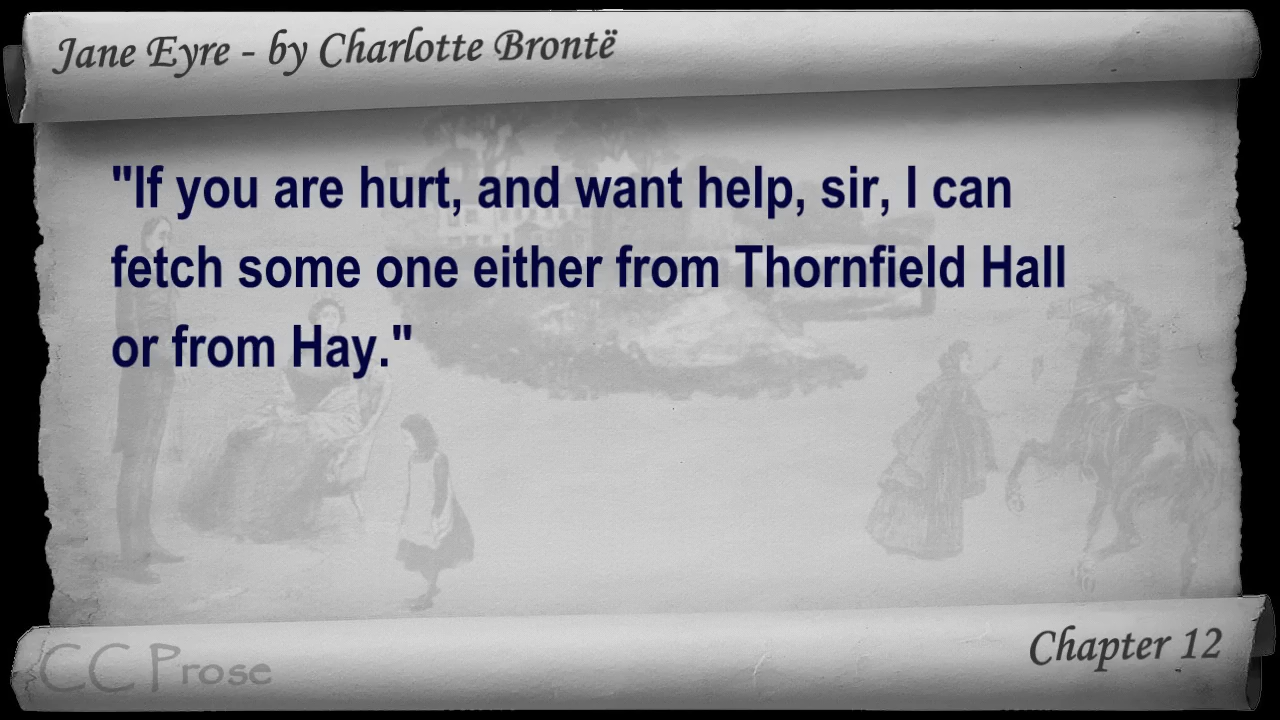 Jane Eyre - by Charlotte Brontë
"If you are hurt, and want help, sir, I can
fetch some one either from Thornfield Hall
or from Hay."
CC Prose
Chapter 12